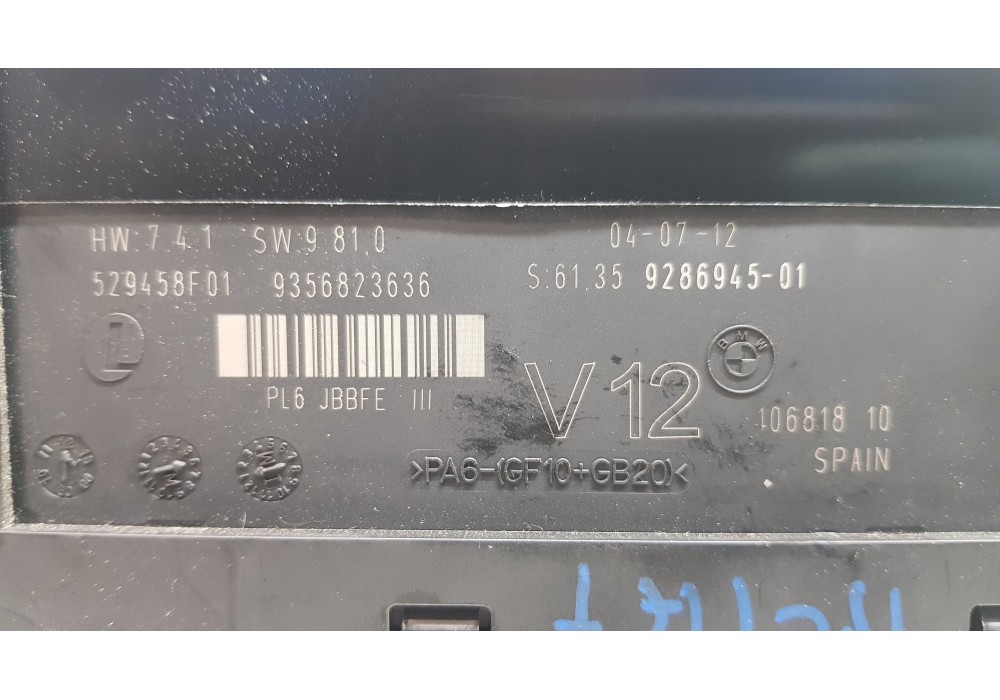 HW:7.4.1 SW:9.81.0 04-07-12
529458F01 9356823636 S:61.35 9286945-01
BMW
PL6 JBBFE III
V12
106818 10
SPAIN
>PA6-(GF10+GB20)<